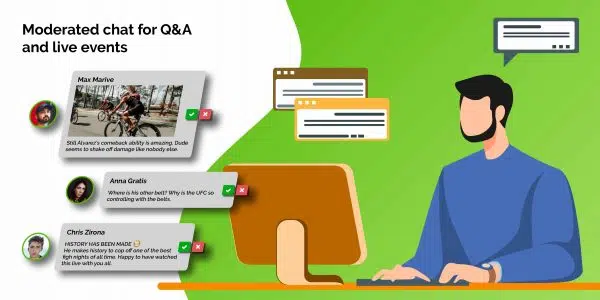 Moderated chat for Q&A
and live events
Max Marive
Still Alvarez's comeback ability is amazing. Dude
seems to shake off damage like nobody else.
Anna Gratis
Where is his other belt? Why is the UFC so
controlling with the belts.
Chris Zirona
HISTORY HAS BEEN MADE
He makes history to cap off one of the best
figh nights of all time. Happy to have watched
this live with you all.